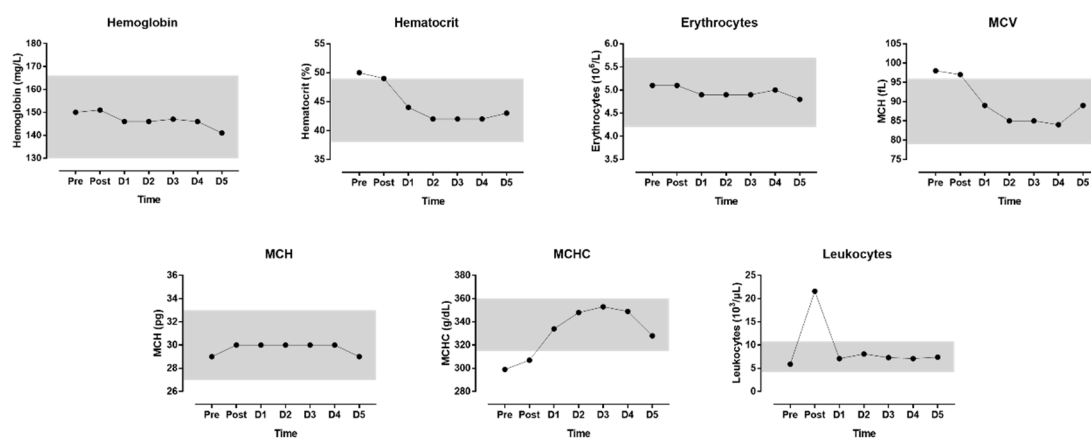 Hemoglobin
Hemoglobin (mg/L)
180
170
160
150
140
130
Pre Post D1 D2 D3 D4 D5
Time
Hematocrit
Hematocrit (%)
55
51
47
43
39
35
Pre Post D1 D2 D3 D4 D5
Time
Erythrocytes
Erythrocytes (10⁶/L)
6.0
5.5
5.0
4.5
4.0
3.5
Pre Post D1 D2 D3 D4 D5
Time
MCV
MCH (fL)
105
100
95
90
85
80
75
Pre Post D1 D2 D3 D4 D5
Time
MCH
MCH (pg)
36
34
32
30
28
26
Pre Post D1 D2 D3 D4 D5
Time
MCHC
MCHC (g/dL)
380
360
340
320
300
280
Pre Post D1 D2 D3 D4 D5
Time
Leukocytes
Leukocytes (10³/µL)
25
20
15
10
5
0
Pre Post D1 D2 D3 D4 D5
Time